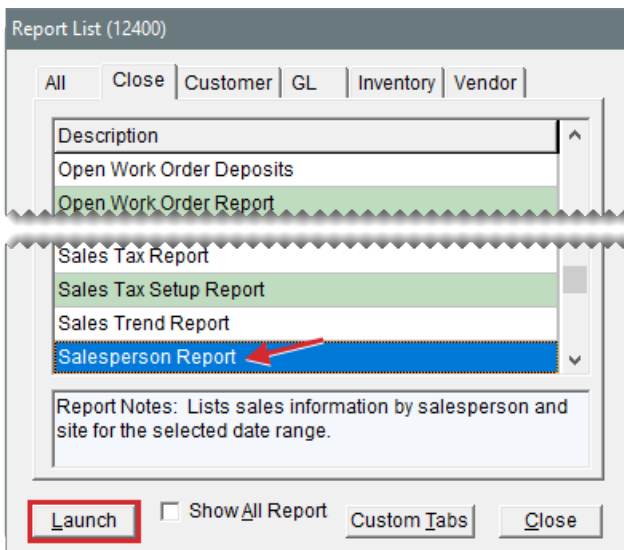 Report List (12400)
All Close Customer GL Inventory Vendor
Description
Open Work Order Deposits
Open Work Order Report
Sales Tax Report
Sales Tax Setup Report
Sales Trend Report
Salesperson Report
Report Notes: Lists sales information by salesperson and
site for the selected date range.
Launch Show All Report Custom Tabs Close